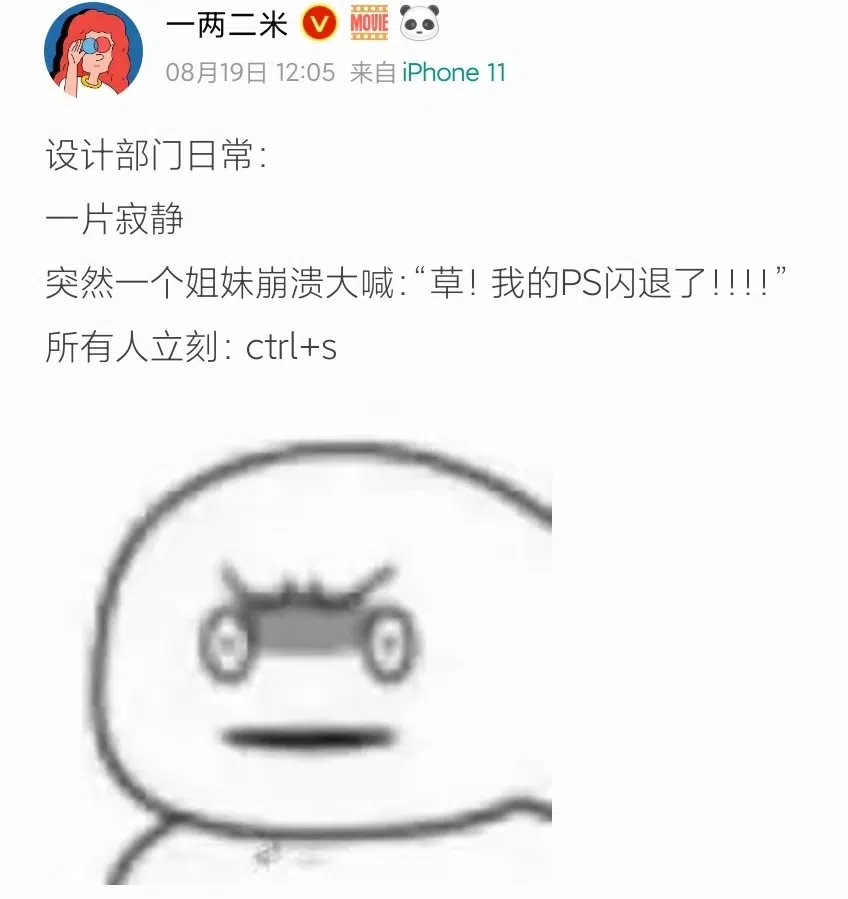 一两二米 V MOVIE
08月19日 12:05 来自 iPhone 11
设计部门日常：
一片寂静
突然一个姐妹崩溃大喊：“草！我的PS闪退了！！！！”
所有人立刻：ctrl+s